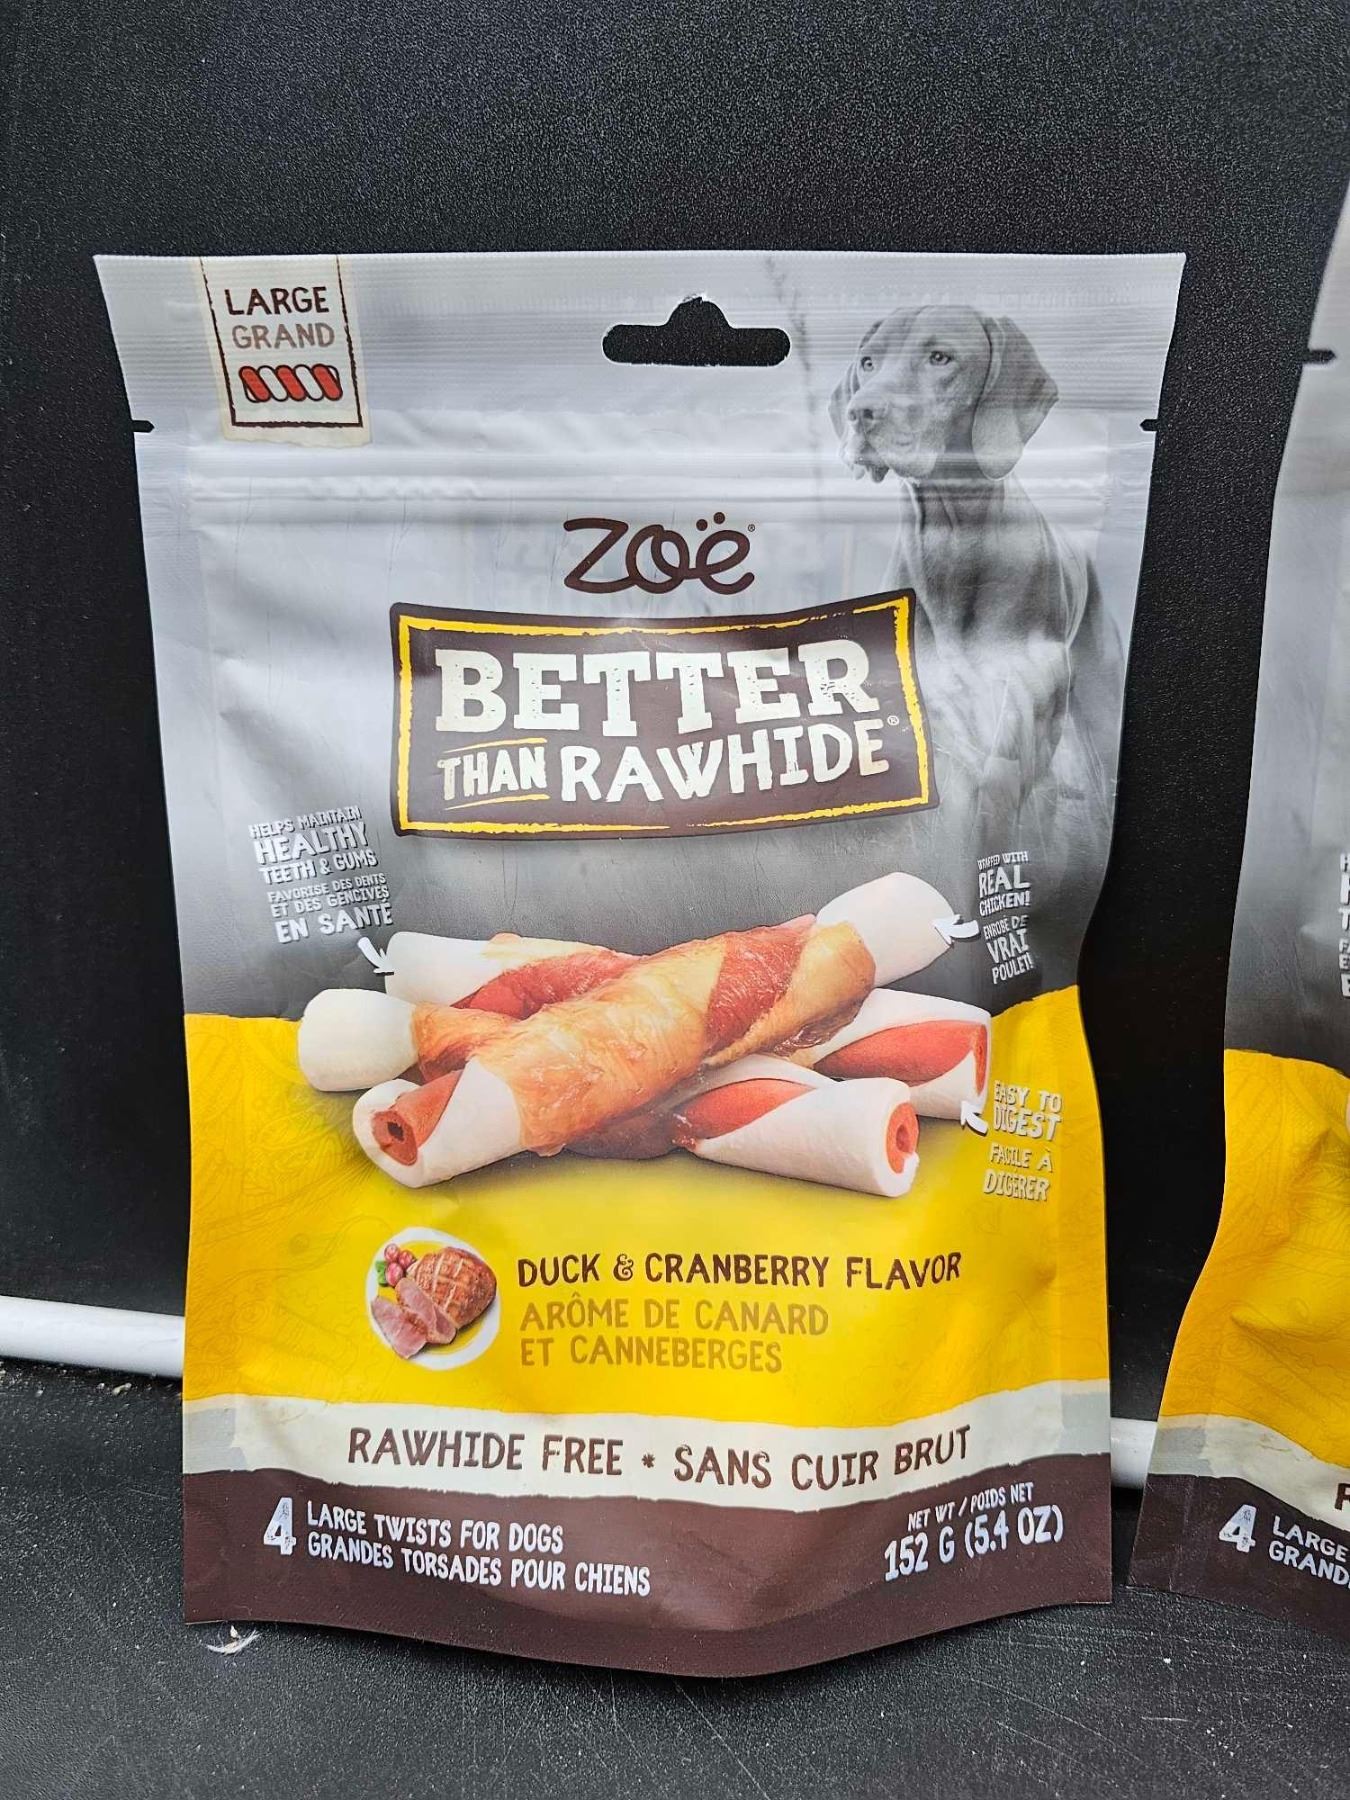 LARGE
GRAND
zoë®
BETTER
THAN RAWHIDE®
HELPS MAINTAIN
HEALTHY
TEETH & GUMS
FAVORISE DES DENTS
ET DES GENCIVES
EN SANTÉ
WRAPPED WITH
REAL
CHICKEN!
ENROBÉ DE
VRAI
POULET!
EASY TO
DIGEST
FACILE À
DIGÉRER
DUCK & CRANBERRY FLAVOR
ARÔME DE CANARD
ET CANNEBERGES
RAWHIDE FREE * SANS CUIR BRUT
4 LARGE TWISTS FOR DOGS
GRANDES TORSADES POUR CHIENS
NET WT / POIDS NET
152 G (5.4 OZ)
4 LARGE